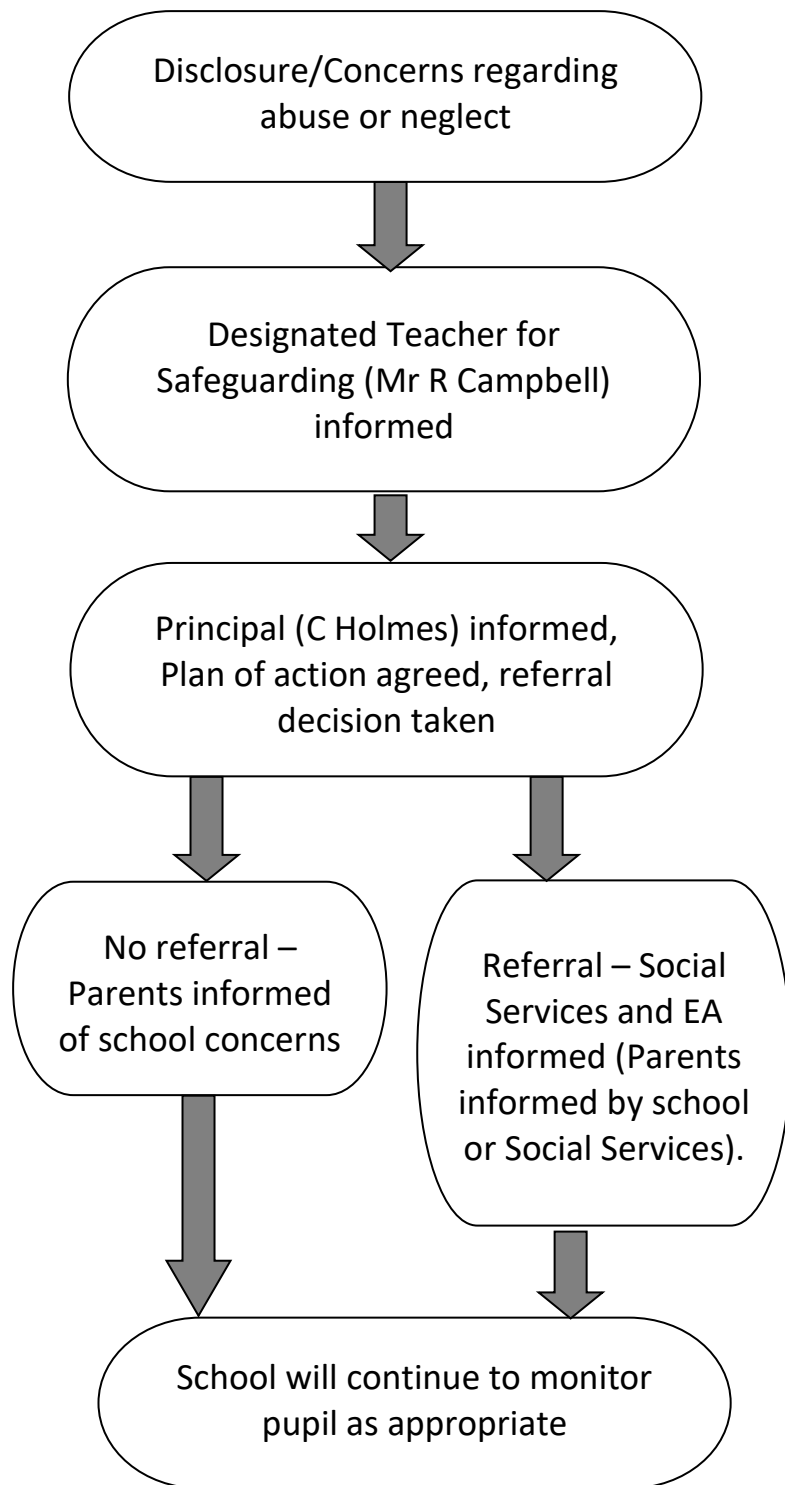 Disclosure/Concerns regarding
abuse or neglect
Designated Teacher for
Safeguarding (Mr R Campbell)
informed
Principal (C Holmes) informed,
Plan of action agreed, referral
decision taken
No referral –
Parents informed
of school concerns
Referral – Social
Services and EA
informed (Parents
informed by school
or Social Services).
School will continue to monitor
pupil as appropriate